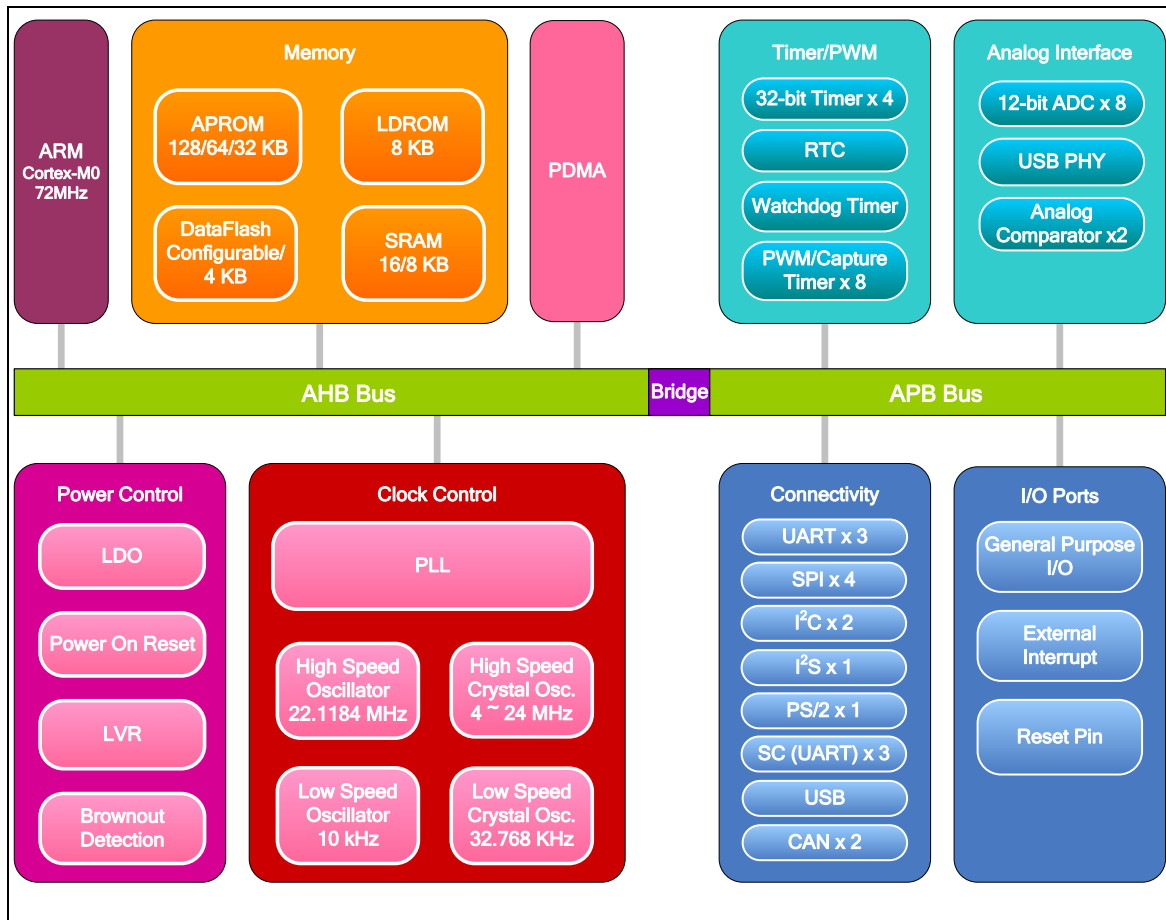 ARM
Cortex-M0
72MHz
Memory
APROM
128/64/32 KB
LDROM
8 KB
DataFlash
Configurable/
4 KB
SRAM
16/8 KB
PDMA
Timer/PWM
32-bit Timer x 4
RTC
Watchdog Timer
PWM/Capture
Timer x 8
Analog Interface
12-bit ADC x 8
USB PHY
Analog
Comparator x2
AHB Bus
Bridge
APB Bus
Power Control
LDO
Power On Reset
LVR
Brownout
Detection
Clock Control
PLL
High Speed
Oscillator
22.1184 MHz
High Speed
Crystal Osc.
4 ~ 24 MHz
Low Speed
Oscillator
10 kHz
Low Speed
Crystal Osc.
32.768 KHz
Connectivity
UART x 3
SPI x 4
I²C x 2
I²S x 1
PS/2 x 1
SC (UART) x 3
USB
CAN x 2
I/O Ports
General Purpose
I/O
External
Interrupt
Reset Pin